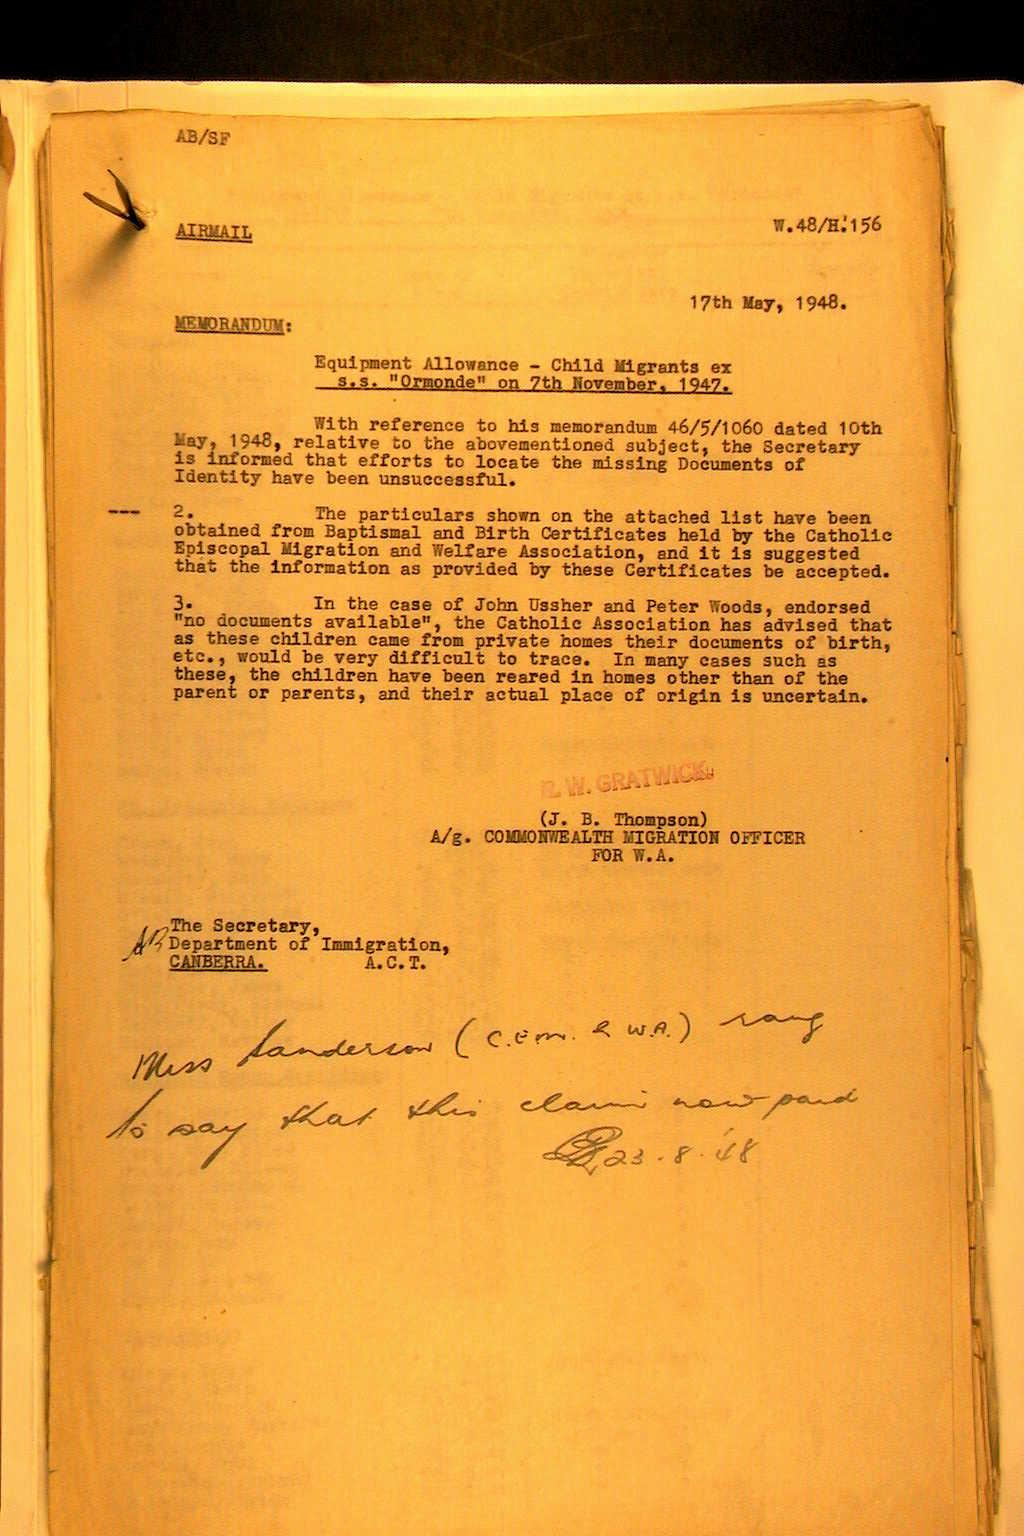 AB/SF
AIRMAIL
W.48/H.156
17th May, 1948.
MEMORANDUM:
Equipment Allowance - Child Migrants ex
s.s. "Ormonde" on 7th November, 1947.
With reference to his memorandum 46/5/1060 dated 10th
May, 1948, relative to the abovementioned subject, the Secretary
is informed that efforts to locate the missing Documents of
Identity have been unsuccessful.
--- 2. The particulars shown on the attached list have been
obtained from Baptismal and Birth Certificates held by the Catholic
Episcopal Migration and Welfare Association, and it is suggested
that the information as provided by these Certificates be accepted.
3. In the case of John Ussher and Peter Woods, endorsed
"no documents available", the Catholic Association has advised that
as these children came from private homes their documents of birth,
etc., would be very difficult to trace. In many cases such as
these, the children have been reared in homes other than of the
parent or parents, and their actual place of origin is uncertain.
R. W. GRATWICK.
(J. B. Thompson)
A/g. COMMONWEALTH MIGRATION OFFICER
FOR W.A.
The Secretary,
AB Department of Immigration,
CANBERRA. A.C.T.
Miss Sanderson (C.E.M. & W.A.) rang
to say that this claim now paid
23.8.'48